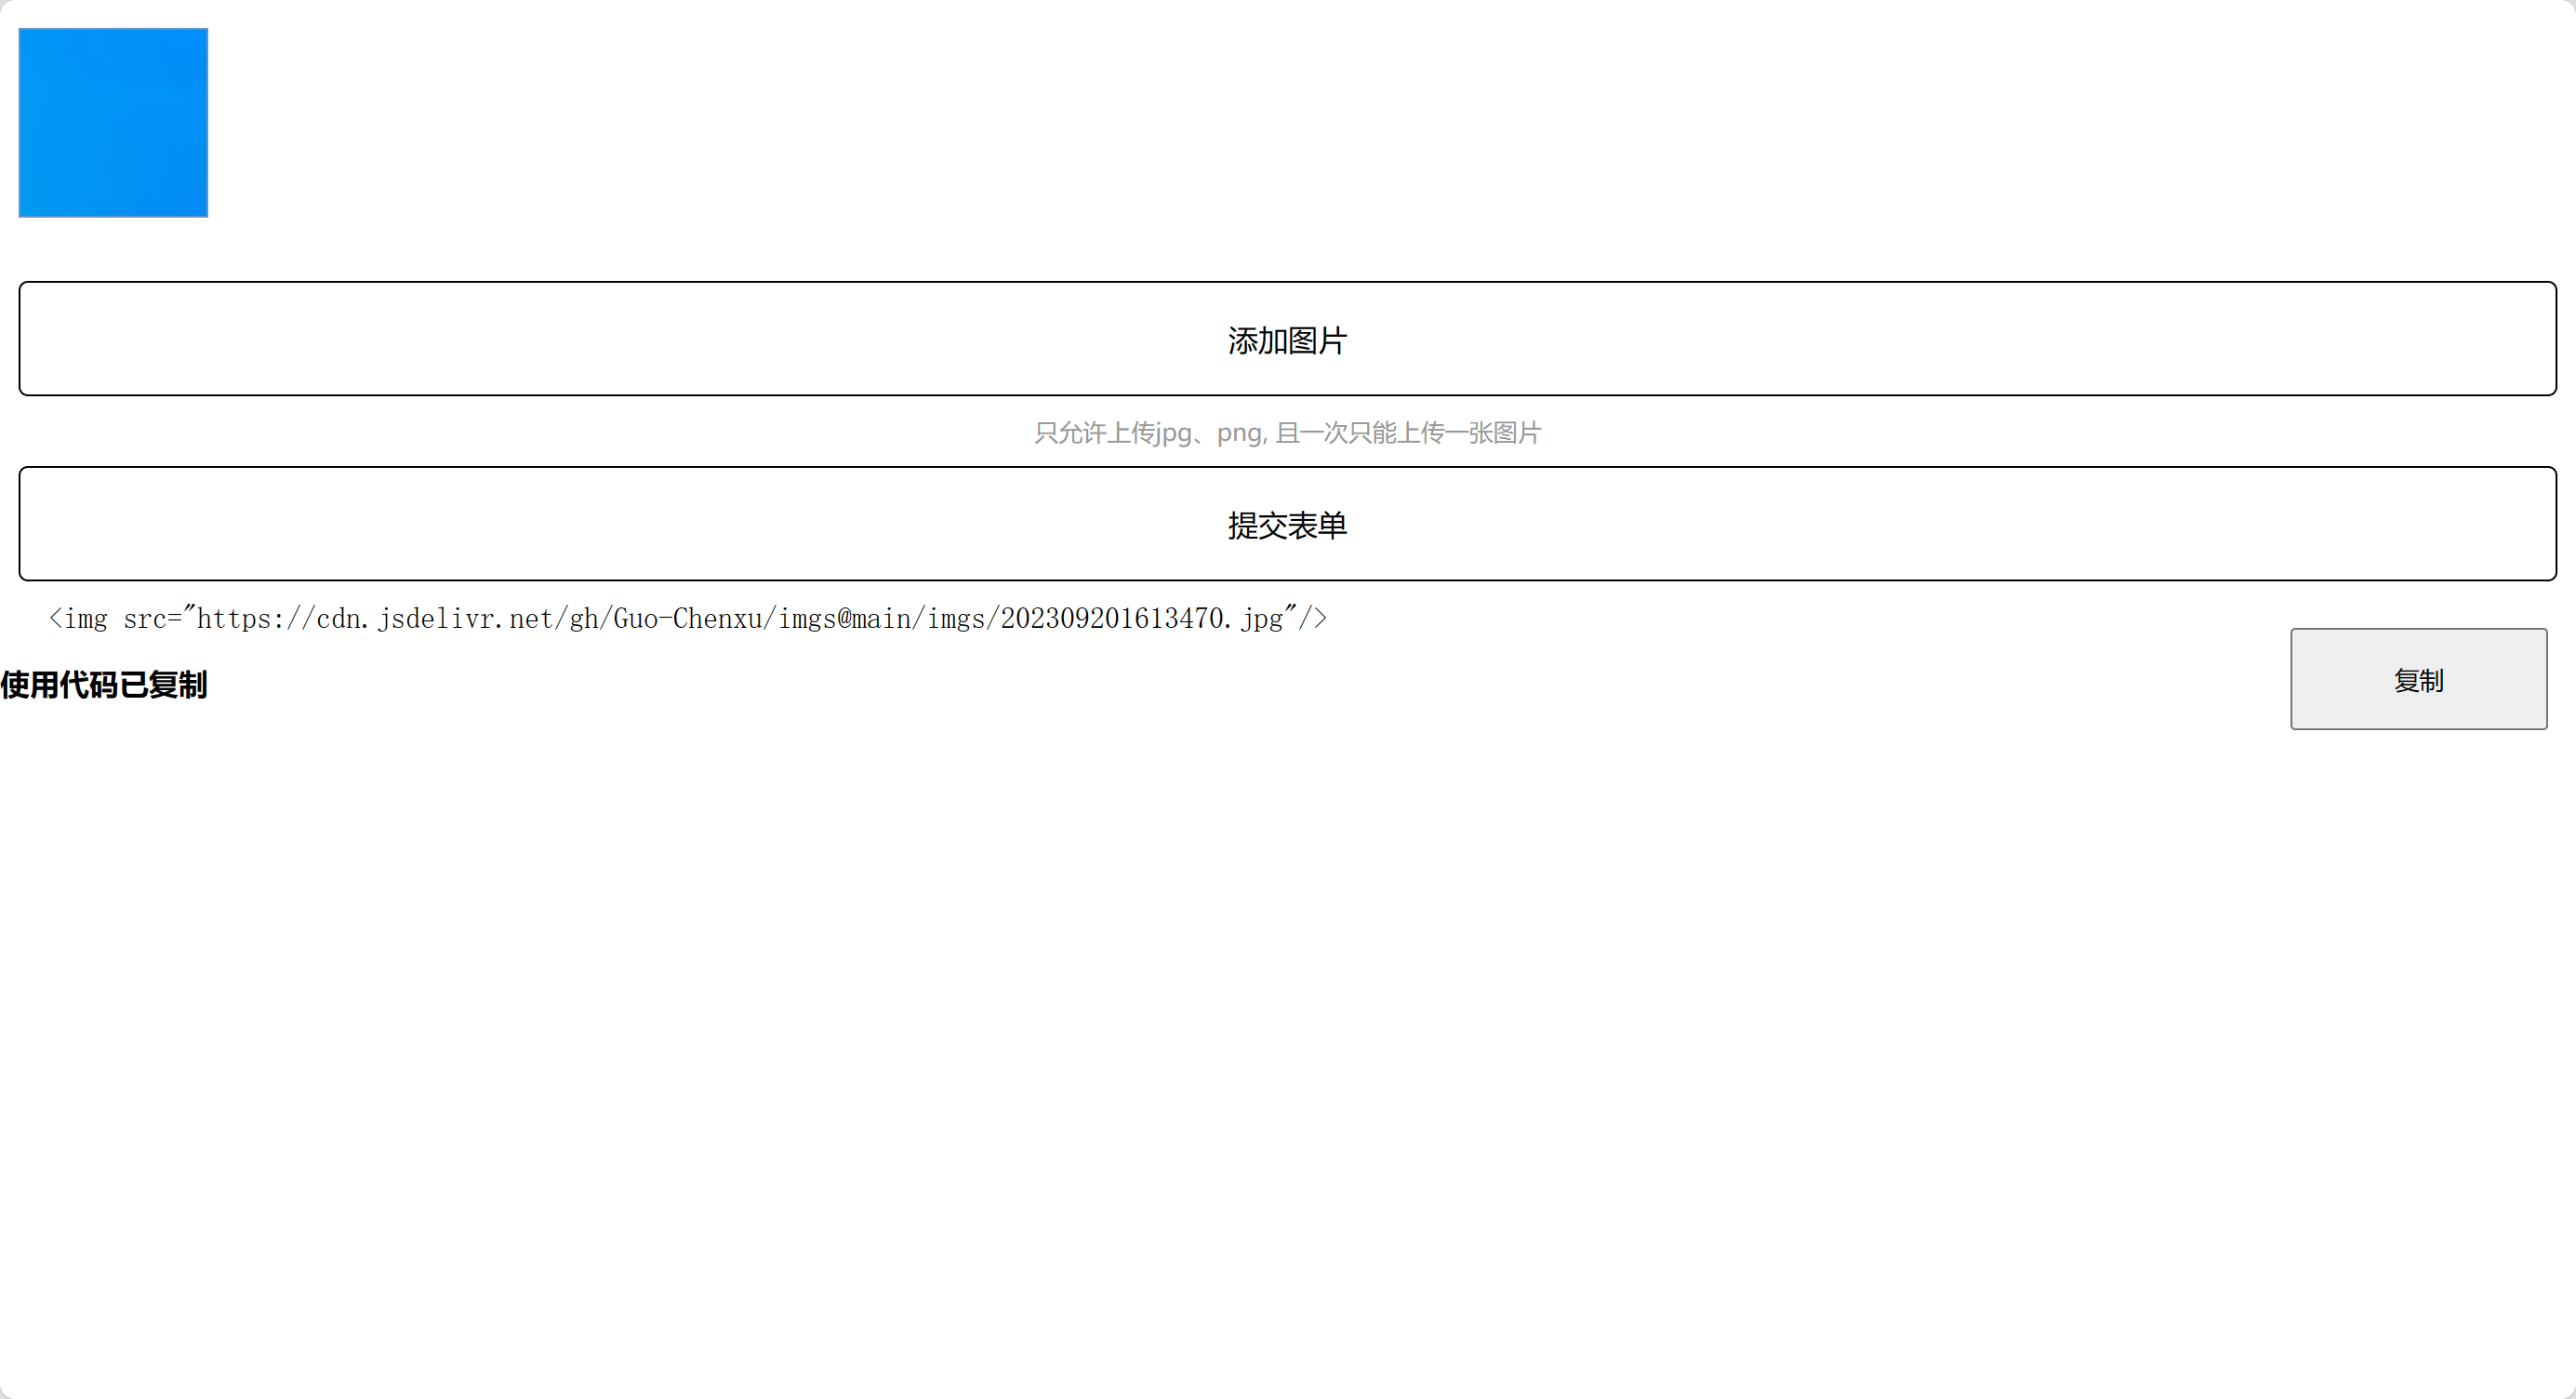 添加图片
只允许上传jpg、png, 且一次只能上传一张图片
提交表单
<img src="https://cdn.jsdelivr.net/gh/Guo-Chenxu/imgs@main/imgs/202309201613470.jpg"/>
复制
使用代码已复制